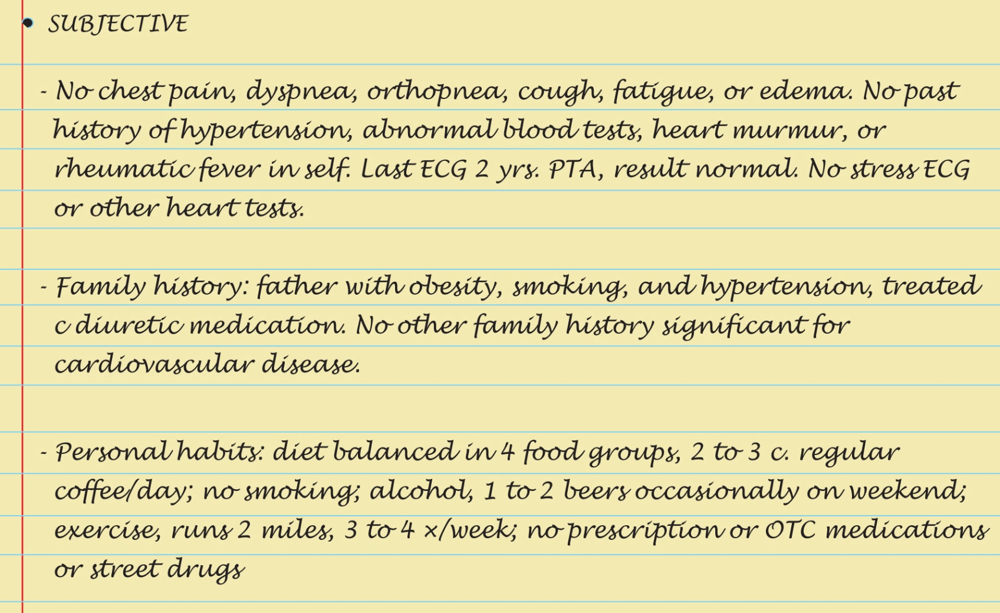 • SUBJECTIVE
- No chest pain, dyspnea, orthopnea, cough, fatigue, or edema. No past
history of hypertension, abnormal blood tests, heart murmur, or
rheumatic fever in self. Last ECG 2 yrs. PTA, result normal. No stress ECG
or other heart tests.
- Family history: father with obesity, smoking, and hypertension, treated
c diuretic medication. No other family history significant for
cardiovascular disease.
- Personal habits: diet balanced in 4 food groups, 2 to 3 c. regular
coffee/day; no smoking; alcohol, 1 to 2 beers occasionally on weekend;
exercise, runs 2 miles, 3 to 4 ×/week; no prescription or OTC medications
or street drugs